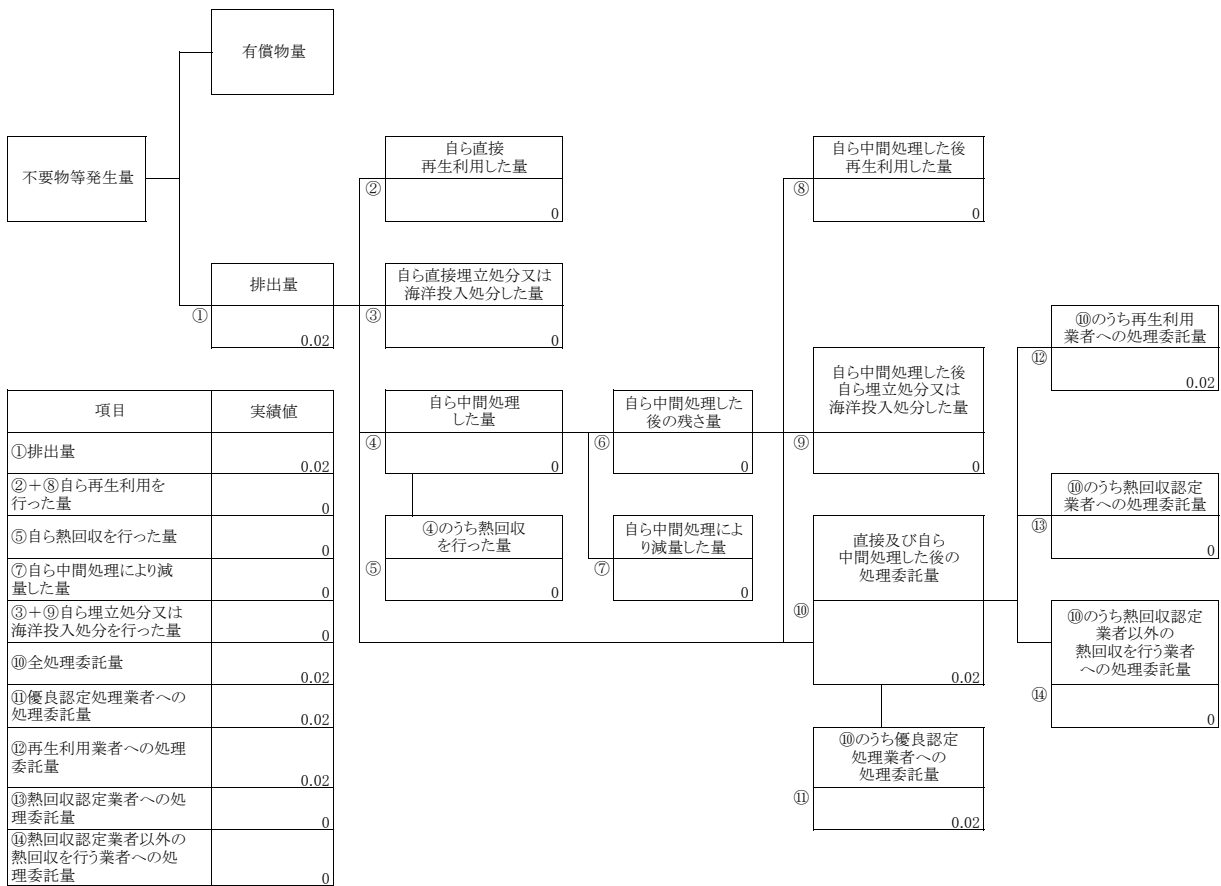 有償物量
不要物等発生量
排出量
①
0.02
自ら直接
再生利用した量
②
0
自ら直接埋立処分又は
海洋投入処分した量
③
0
自ら中間処理
した量
④
0
④のうち熱回収
を行った量
⑤
0
自ら中間処理した
後の残さ量
⑥
0
自ら中間処理によ
り減量した量
⑦
0
自ら中間処理した後
再生利用した量
⑧
0
自ら中間処理した後
自ら埋立処分又は
海洋投入処分した量
⑨
0
直接及び自ら
中間処理した後の
処理委託量
⑩
0.02
⑩のうち優良認定
処理業者への
処理委託量
⑪
0.02
⑩のうち再生利用
業者への処理委託量
⑫
0.02
⑩のうち熱回収認定
業者への処理委託量
⑬
0
⑩のうち熱回収認定
業者以外の
熱回収を行う業者
への処理委託量
⑭
0
項目 実績値
①排出量
0.02
②+⑧自ら再生利用を
行った量
0
⑤自ら熱回収を行った量
0
⑦自ら中間処理により減
量した量
0
③+⑨自ら埋立処分又は
海洋投入処分を行った量
0
⑩全処理委託量
0.02
⑪優良認定処理業者への
処理委託量
0.02
⑫再生利用業者への処理
委託量
0.02
⑬熱回収認定業者への処
理委託量
0
⑭熱回収認定業者以外の
熱回収を行う業者への処
理委託量
0